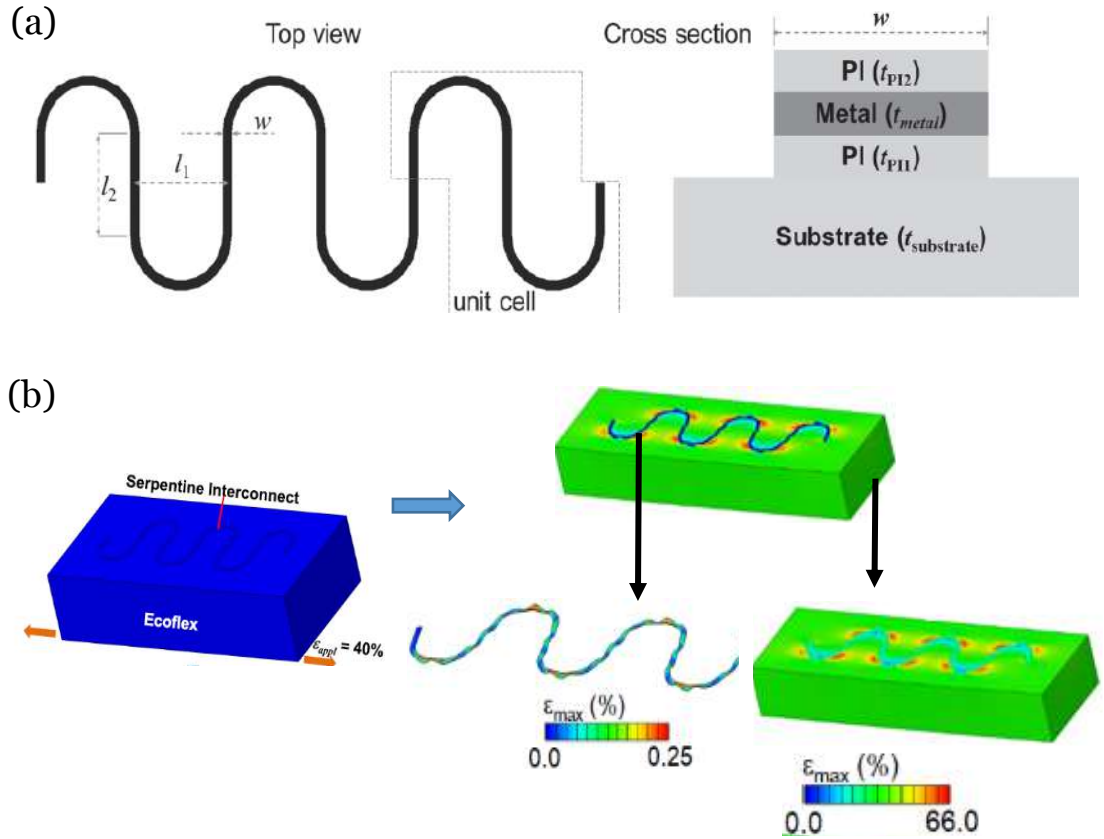 (a)
Top view
Cross section
w
PI (tPI2)
Metal (tmetal)
PI (tPI1)
Substrate (tsubstrate)
w
l1
l2
unit cell
(b)
Serpentine Interconnect
Ecoflex
εappl = 40%
εmax (%)
0.0
0.25
εmax (%)
0.0
66.0